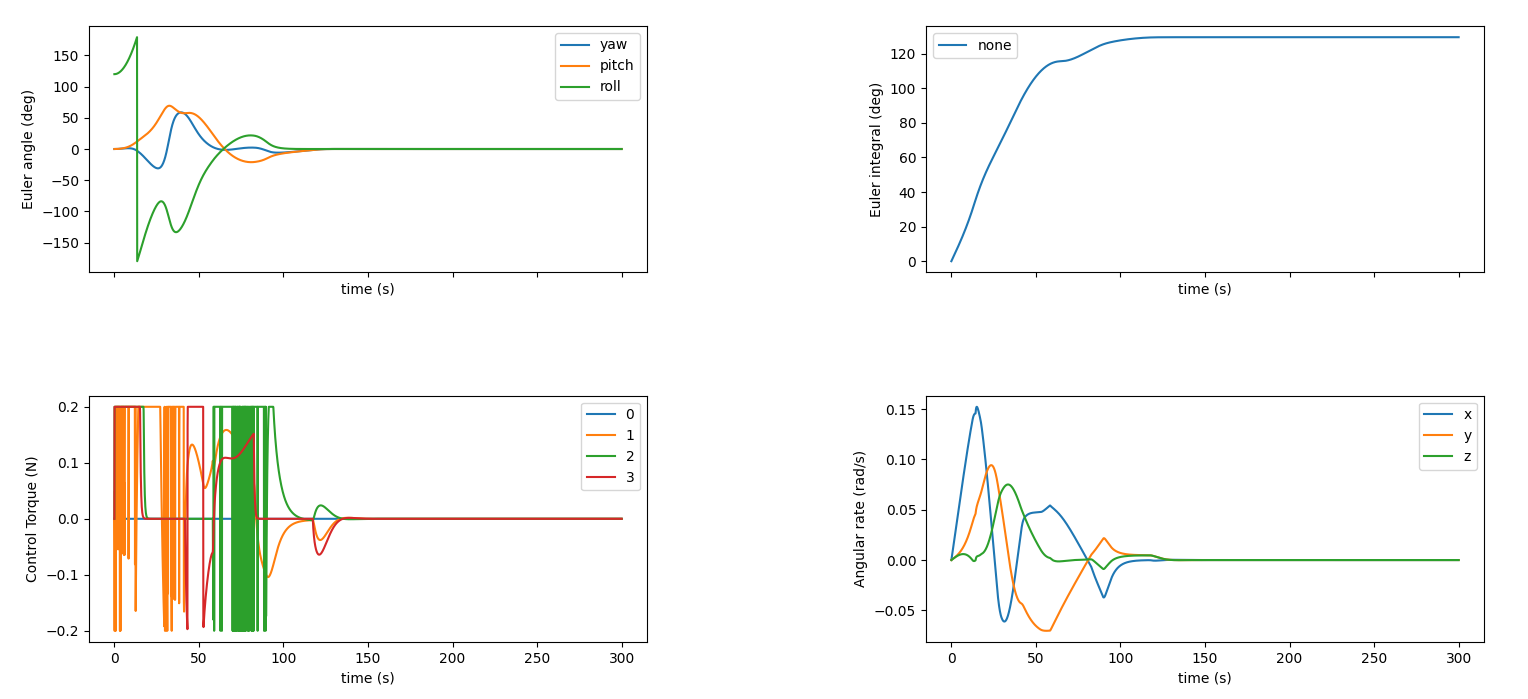 Euler angle (deg)
150
100
50
0
−50
−100
−150
yaw
pitch
roll
time (s)
Euler integral (deg)
120
100
80
60
40
20
0
none
time (s)
Control Torque (N)
0.2
0.1
0.0
−0.1
−0.2
0
1
2
3
0 50 100 150 200 250 300
time (s)
Angular rate (rad/s)
0.15
0.10
0.05
0.00
−0.05
x
y
z
0 50 100 150 200 250 300
time (s)